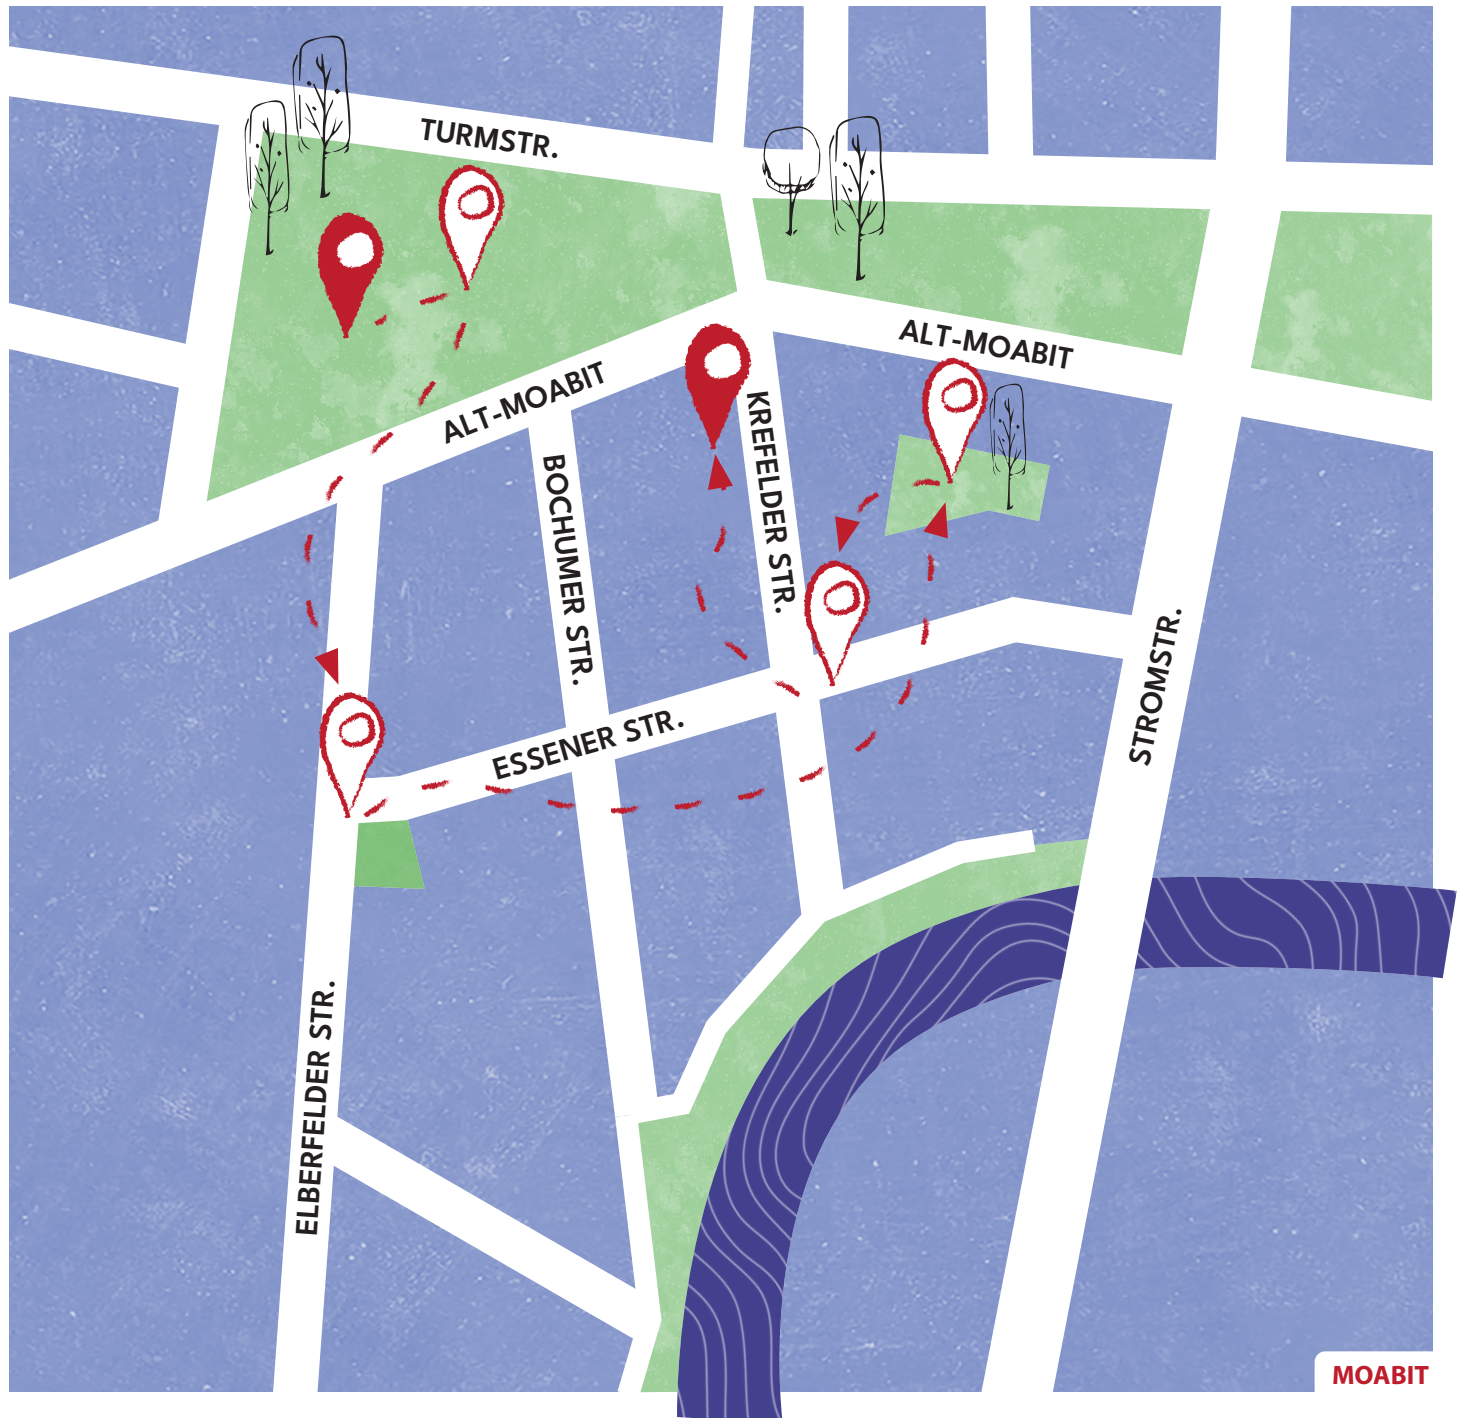 TURMSTR.
ALT-MOABIT
ALT-MOABIT
KREFELDER STR.
BOCHUMER STR.
STROMSTR.
ESSENER STR.
ELBERFELDER STR.
MOABIT